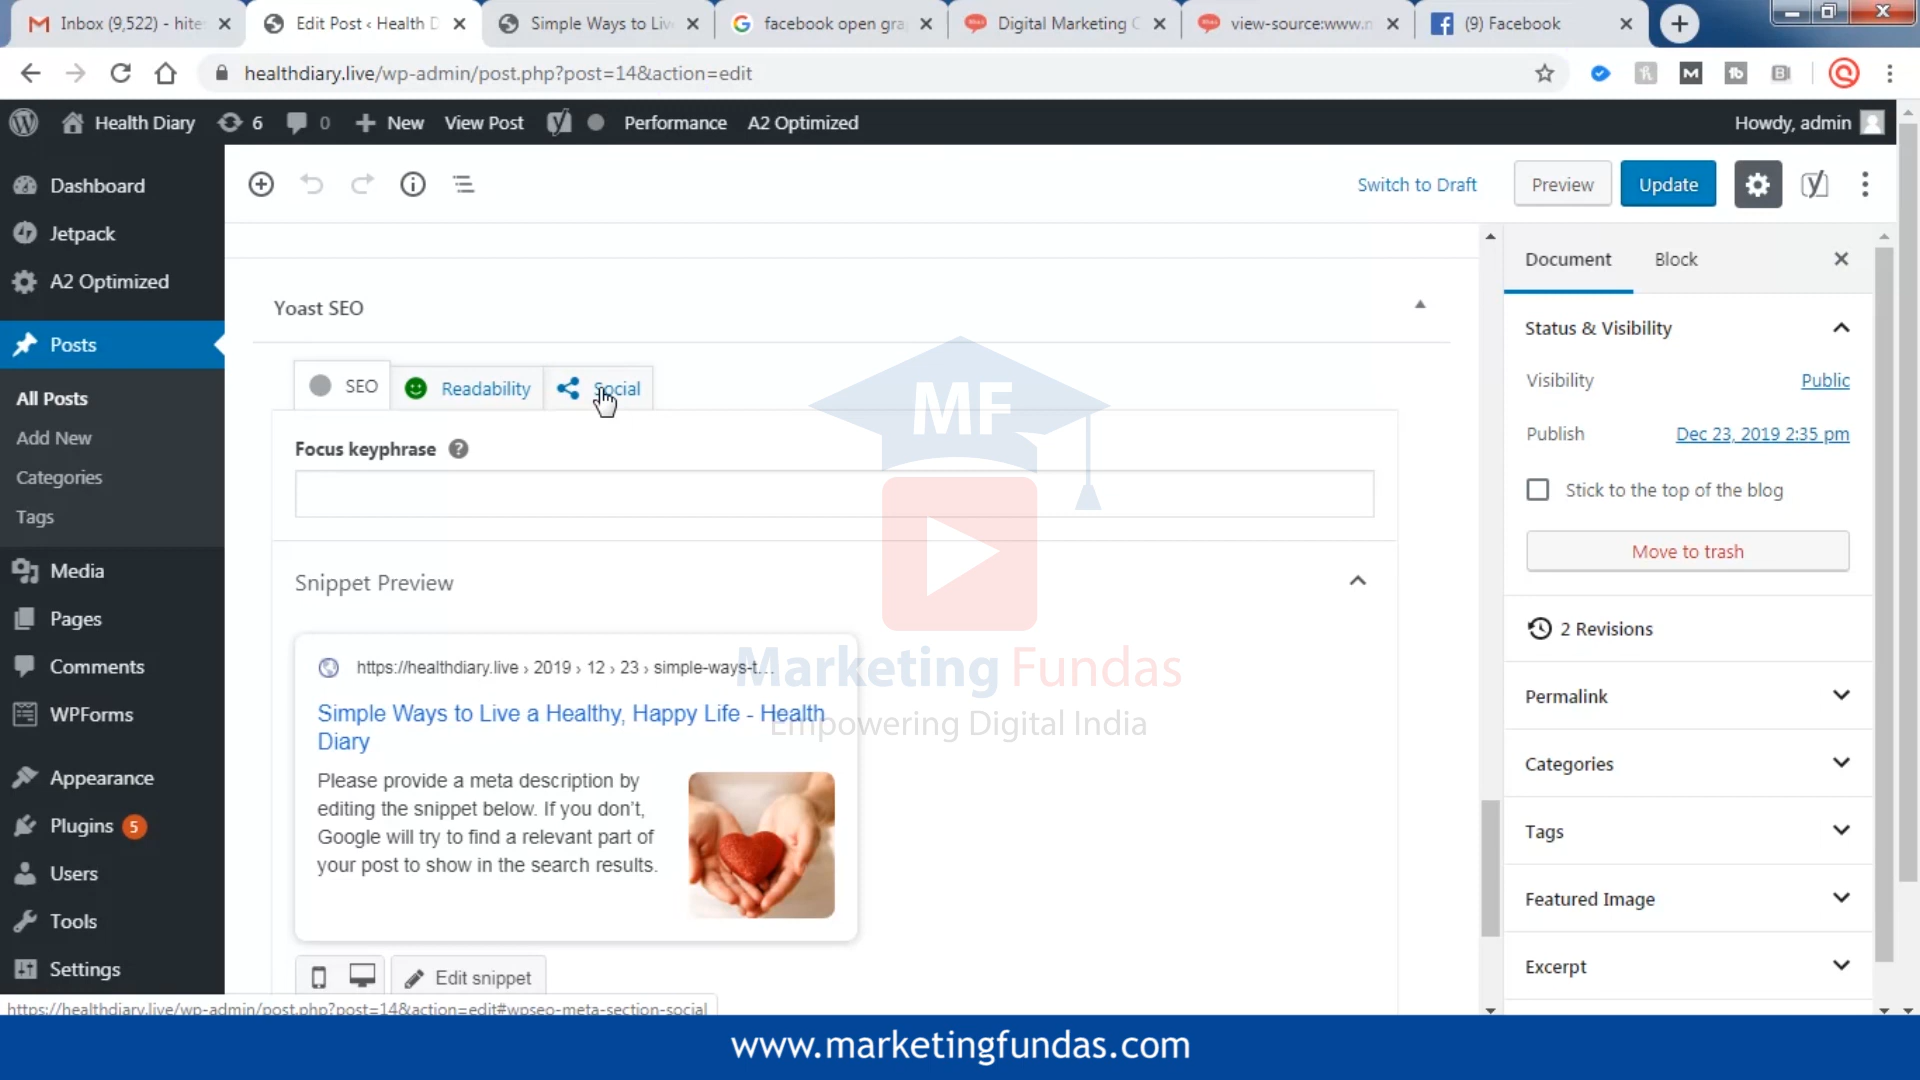 Inbox (9,522) - hite
Edit Post ‹ Health D
Simple Ways to Liv
facebook open gra
Digital Marketing C
view-source:www.n
(9) Facebook
healthdiary.live/wp-admin/post.php?post=14&action=edit
Health Diary
6
0
New
View Post
Performance
A2 Optimized
Howdy, admin
Dashboard
Jetpack
A2 Optimized
Posts
All Posts
Add New
Categories
Tags
Media
Pages
Comments
WPForms
Appearance
Plugins 5
Users
Tools
Settings
Switch to Draft
Preview
Update
Yoast SEO
SEO
Readability
Social
Focus keyphrase
Snippet Preview
https://healthdiary.live › 2019 › 12 › 23 › simple-ways-t...
Simple Ways to Live a Healthy, Happy Life - Health
Diary
Please provide a meta description by
editing the snippet below. If you don't,
Google will try to find a relevant part of
your post to show in the search results.
Edit snippet
MF
Marketing Fundas
Empowering Digital India
Document
Block
Status & Visibility
Visibility
Public
Publish
Dec 23, 2019 2:35 pm
Stick to the top of the blog
Move to trash
2 Revisions
Permalink
Categories
Tags
Featured Image
Excerpt
https://healthdiary.live/wp-admin/post.php?post=14&action=edit#wpseo-meta-section-social
www.marketingfundas.com